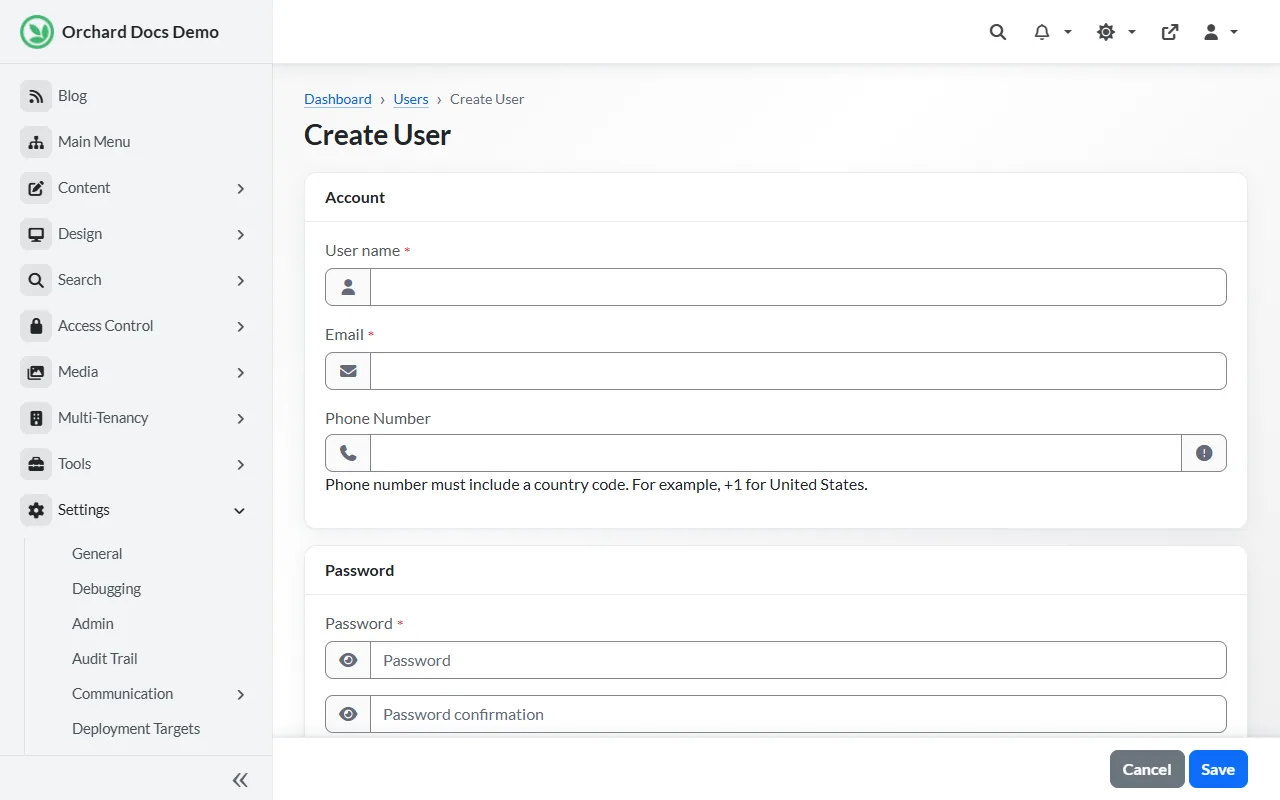 Orchard Docs Demo
Blog
Main Menu
Content
Design
Search
Access Control
Media
Multi-Tenancy
Tools
Settings
General
Debugging
Admin
Audit Trail
Communication
Deployment Targets
Dashboard › Users › Create User
Create User
Account
User name *
Email *
Phone Number
Phone number must include a country code. For example, +1 for United States.
Password
Password *
Password
Password confirmation
Cancel
Save